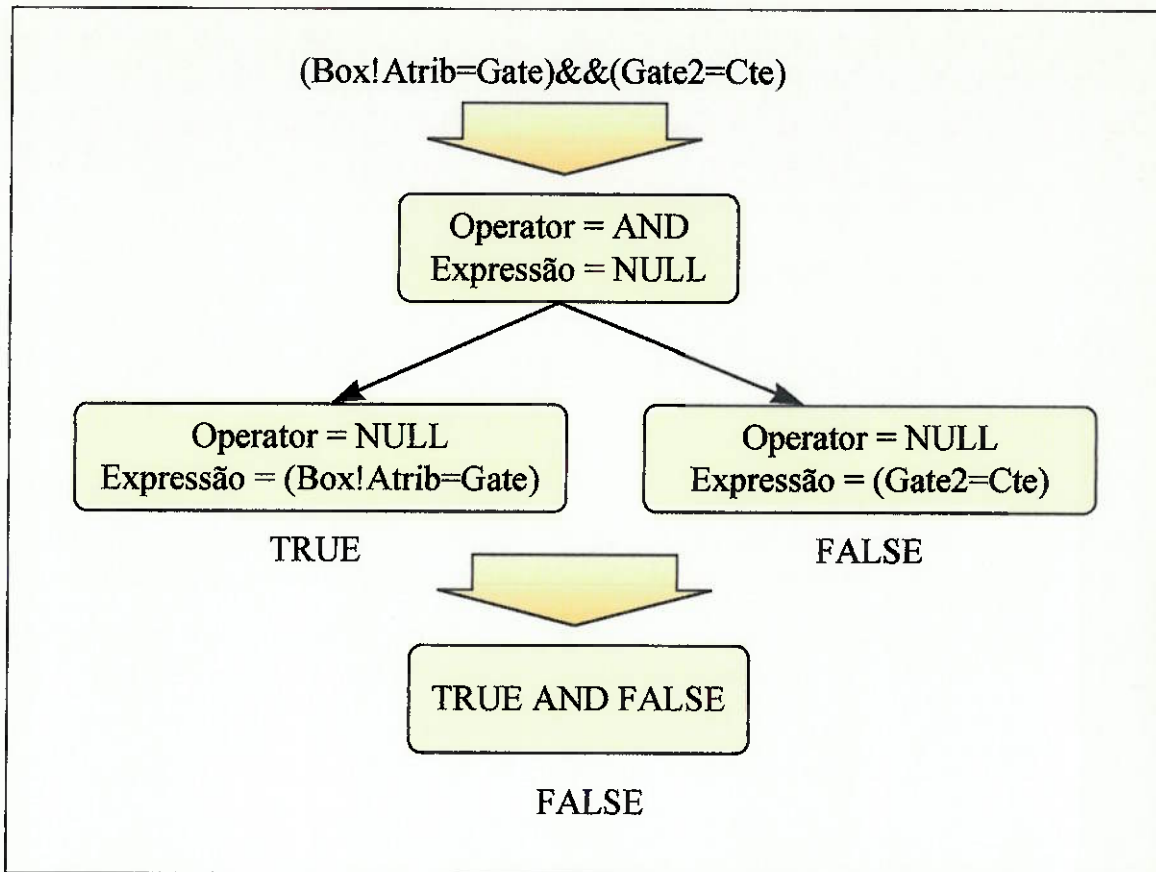 (Box!Atrib=Gate)&&(Gate2=Cte)
Operator = AND
Expressão = NULL
Operator = NULL
Expressão = (Box!Atrib=Gate)
Operator = NULL
Expressão = (Gate2=Cte)
TRUE
FALSE
TRUE AND FALSE
FALSE